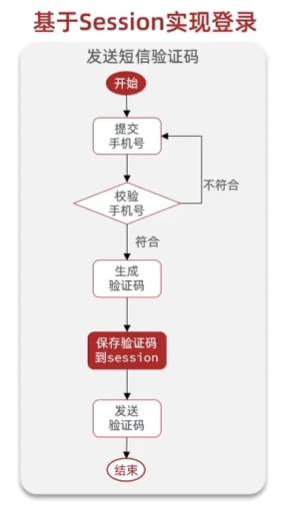 基于Session实现登录
发送短信验证码
开始
提交
手机号
不符合
校验
手机号
符合
生成
验证码
保存验证码
到session
发送
验证码
结束